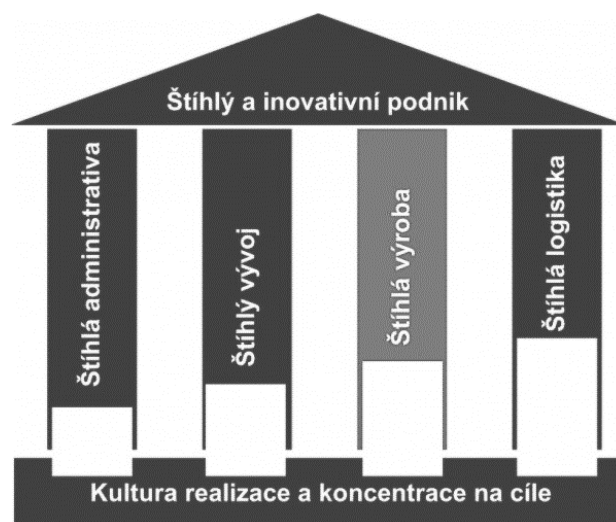 Štíhlý a inovativní podnik
Štíhlá administrativa
Štíhlý vývoj
Štíhlá výroba
Štíhlá logistika
Kultura realizace a koncentrace na cíle